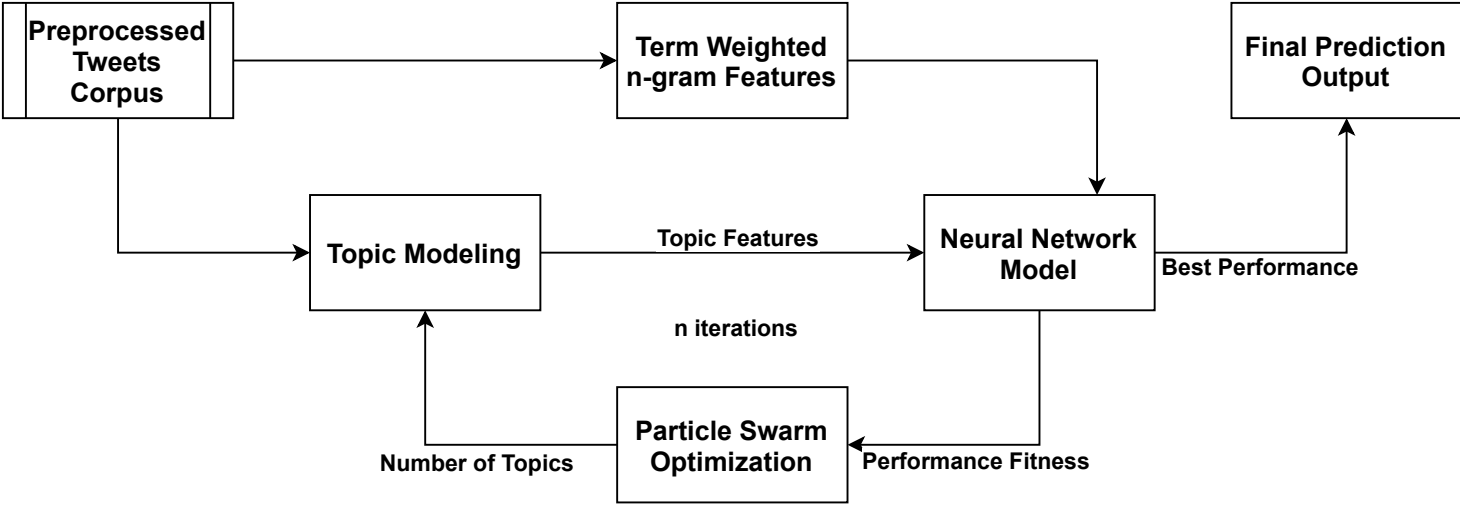 Preprocessed
Tweets
Corpus
Term Weighted
n-gram Features
Final Prediction
Output
Topic Modeling
Topic Features
Neural Network
Model
Best Performance
n iterations
Particle Swarm
Optimization
Number of Topics
Performance Fitness